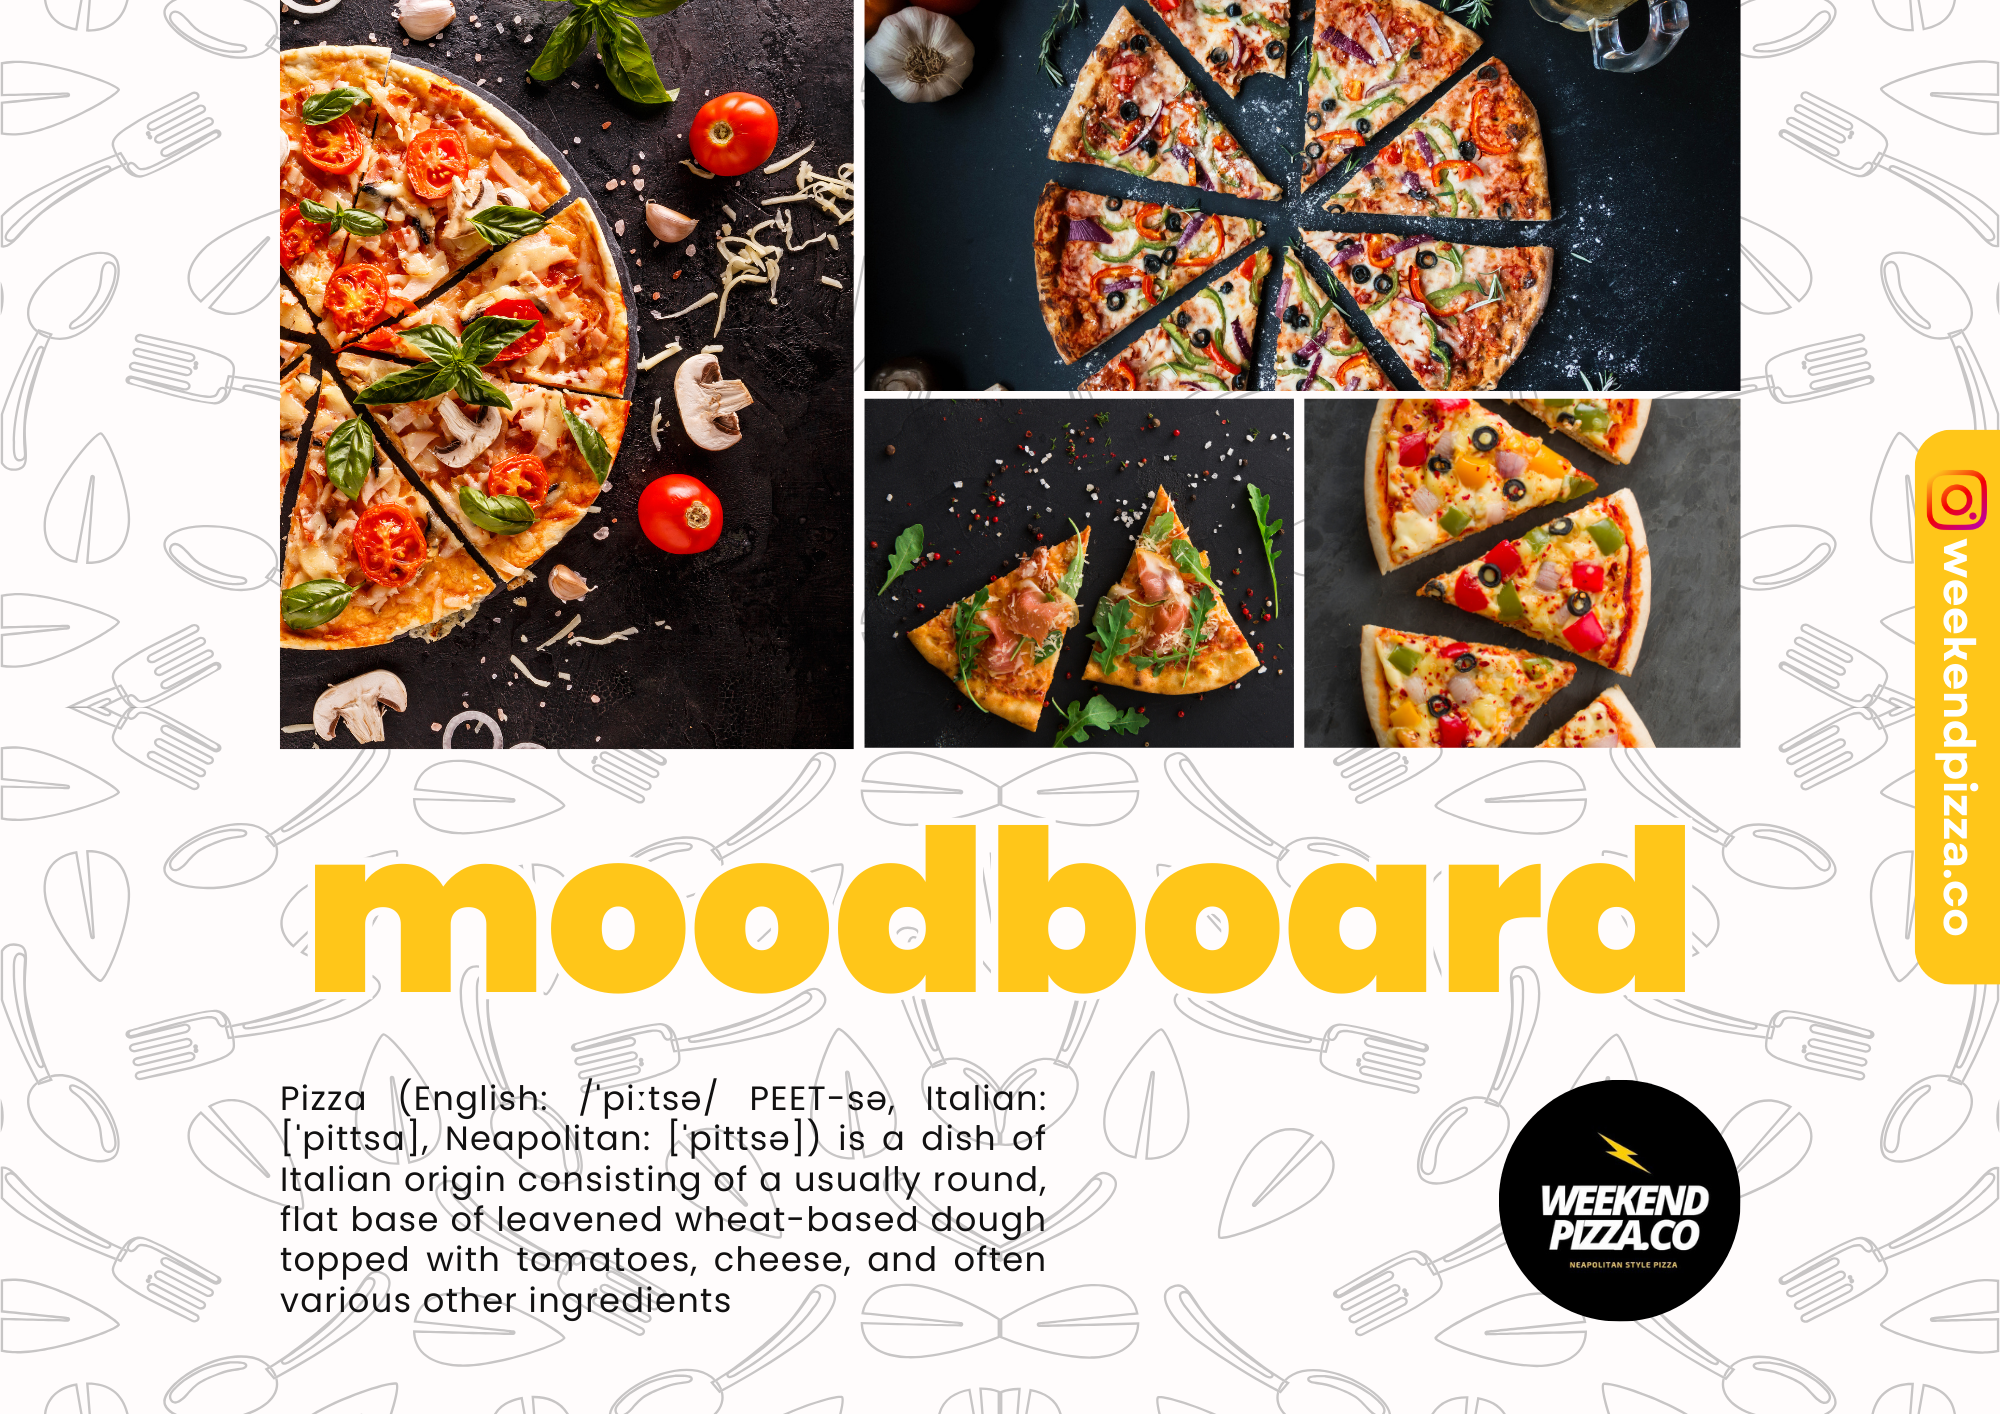 weekendpizza.co
moodboard
Pizza (English: /ˈpiːtsə/ PEET-sə, Italian:
[ˈpittsa], Neapolitan: [ˈpittsə]) is a dish of
Italian origin consisting of a usually round,
flat base of leavened wheat-based dough
topped with tomatoes, cheese, and often
various other ingredients
WEEKEND
PIZZA.CO
NEAPOLITAN STYLE PIZZA